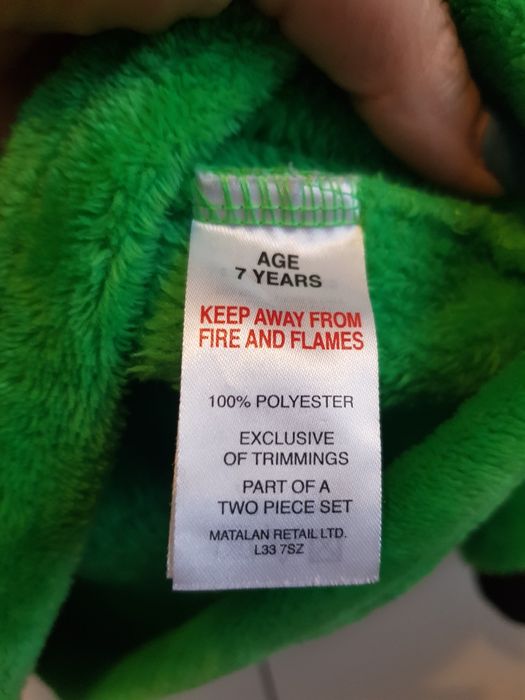 AGE
7 YEARS
KEEP AWAY FROM
FIRE AND FLAMES
100% POLYESTER
EXCLUSIVE
OF TRIMMINGS
PART OF A
TWO PIECE SET
MATALAN RETAIL LTD.
L33 7SZ